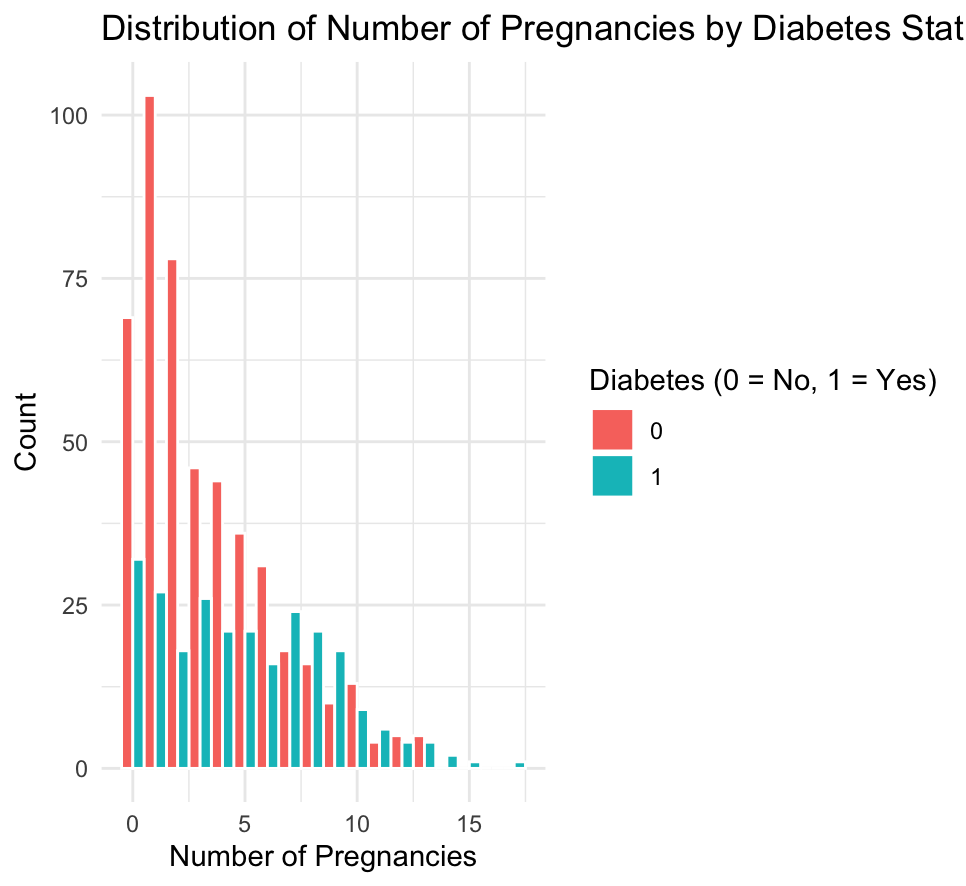 Distribution of Number of Pregnancies by Diabetes Stat
100
75
50
25
0
Count
0 5 10 15
Number of Pregnancies
Diabetes (0 = No, 1 = Yes)
0
1